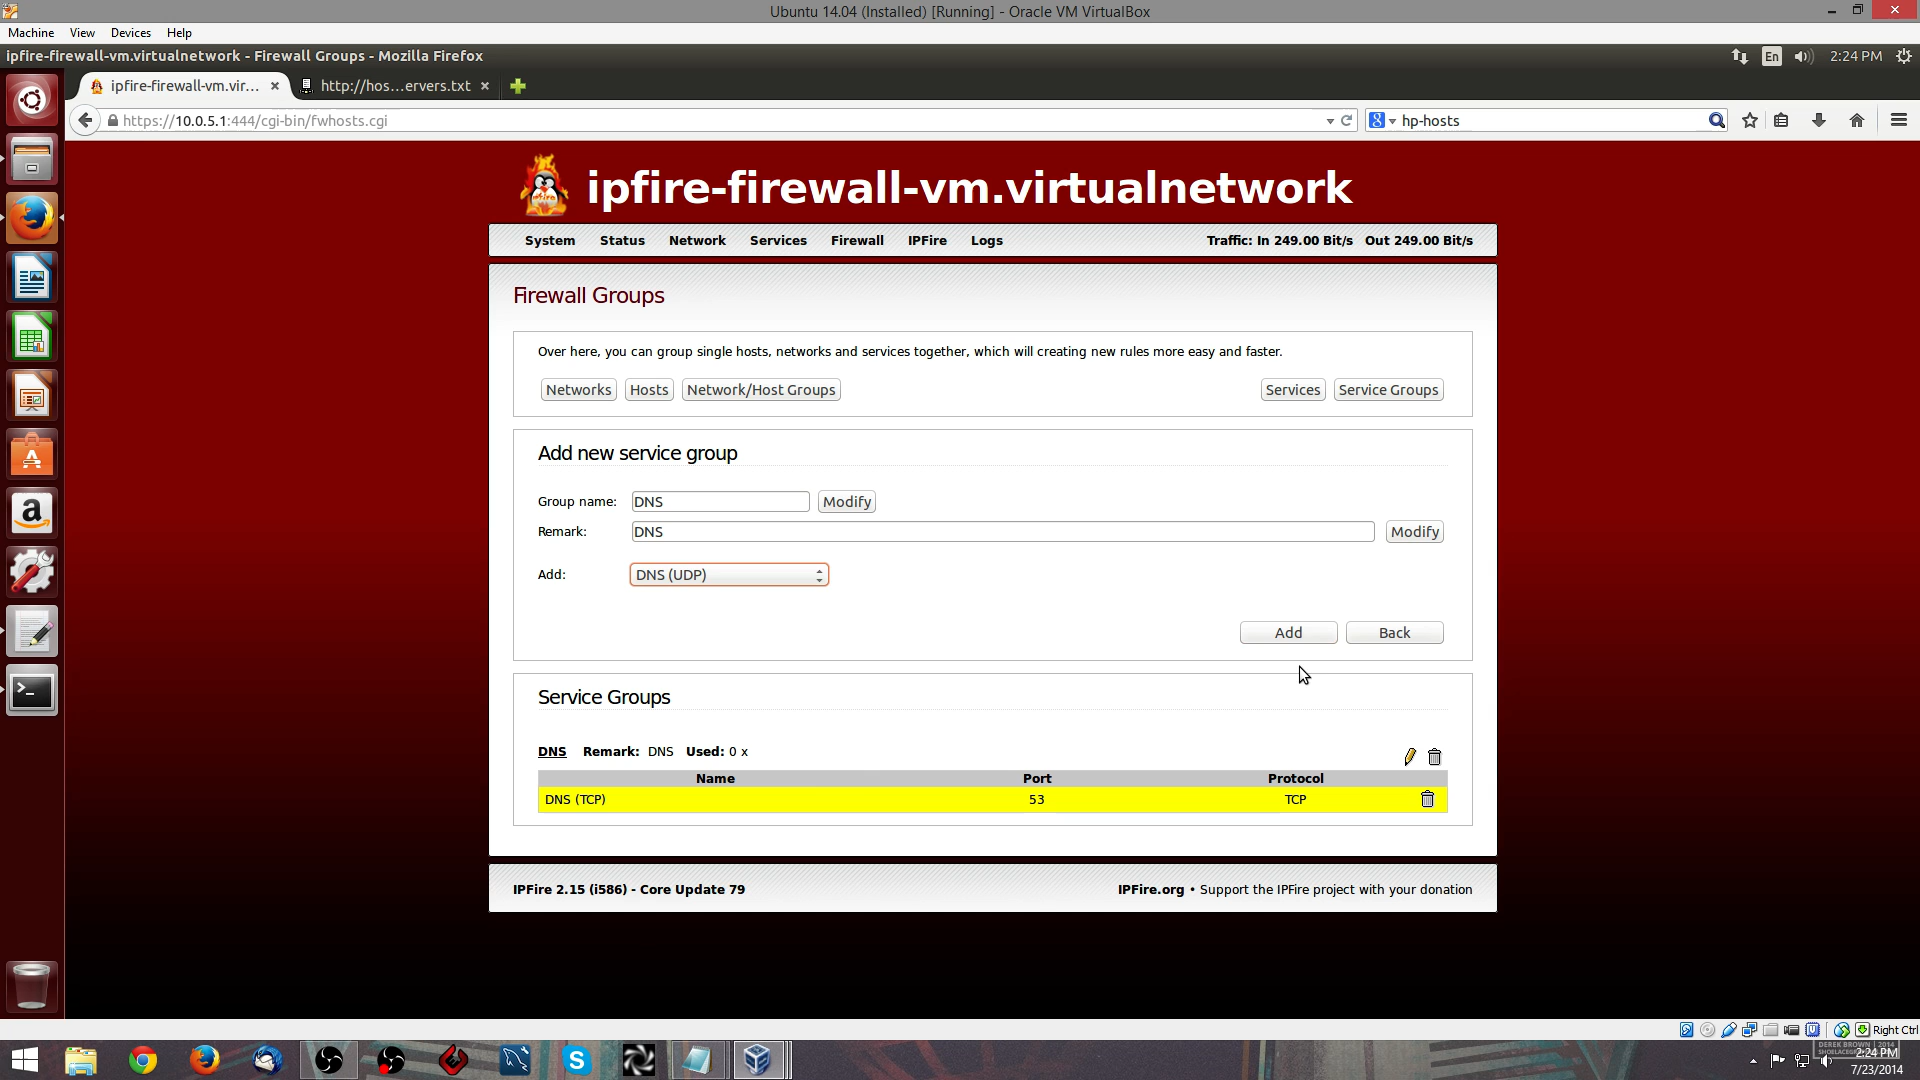 Ubuntu 14.04 (Installed) [Running] - Oracle VM VirtualBox
Machine View Devices Help
ipfire-firewall-vm.virtualnetwork - Firewall Groups - Mozilla Firefox
En 2:24 PM
ipfire-firewall-vm.vir... http://hos...ervers.txt
https://10.0.5.1:444/cgi-bin/fwhosts.cgi hp-hosts
ipfire-firewall-vm.virtualnetwork
System Status Network Services Firewall IPFire Logs Traffic: In 249.00 Bit/s Out 249.00 Bit/s
Firewall Groups
Over here, you can group single hosts, networks and services together, which will creating new rules more easy and faster.
Networks Hosts Network/Host Groups Services Service Groups
Add new service group
Group name: DNS Modify
Remark: DNS Modify
Add: DNS (UDP)
Add Back
Service Groups
DNS Remark: DNS Used: 0 x
Name Port Protocol
DNS (TCP) 53 TCP
IPFire 2.15 (i586) - Core Update 79 IPFire.org • Support the IPFire project with your donation
Right Ctrl
DEREK BROWN | 2014
2:24 PM
7/23/2014